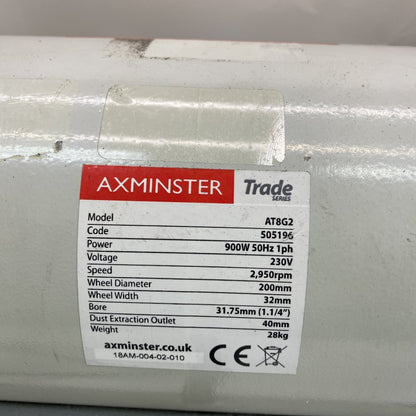 AXMINSTER Trade SERIES
Model AT8G2
Code 505196
Power 900W 50Hz 1ph
Voltage 230V
Speed 2,950rpm
Wheel Diameter 200mm
Wheel Width 32mm
Bore 31.75mm (1.1/4")
Dust Extraction Outlet 40mm
Weight 28kg
axminster.co.uk CE
18AM-004-02-010